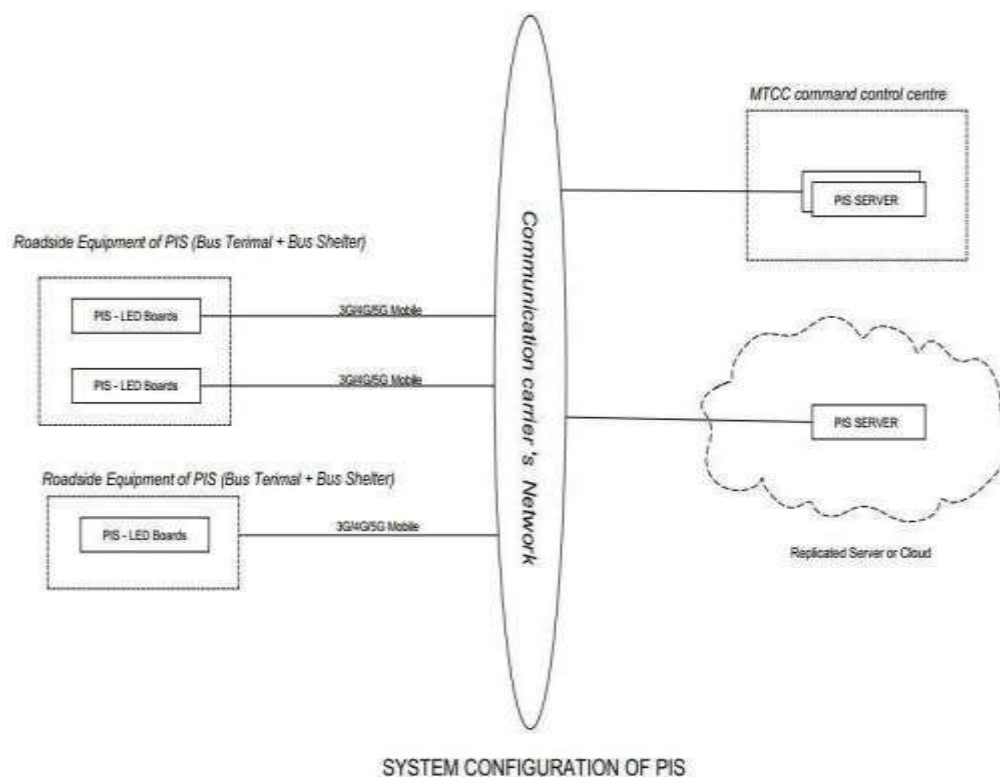 MTCC command control centre
PIS SERVER
Roadside Equipment of PIS (Bus Terimal + Bus Shelter)
PIS - LED Boards
3G/4G/5G Mobile
PIS - LED Boards
3G/4G/5G Mobile
Communication carrier's Network
PIS SERVER
Roadside Equipment of PIS (Bus Terimal + Bus Shelter)
PIS - LED Boards
3G/4G/5G Mobile
Replicated Server or Cloud
SYSTEM CONFIGURATION OF PIS